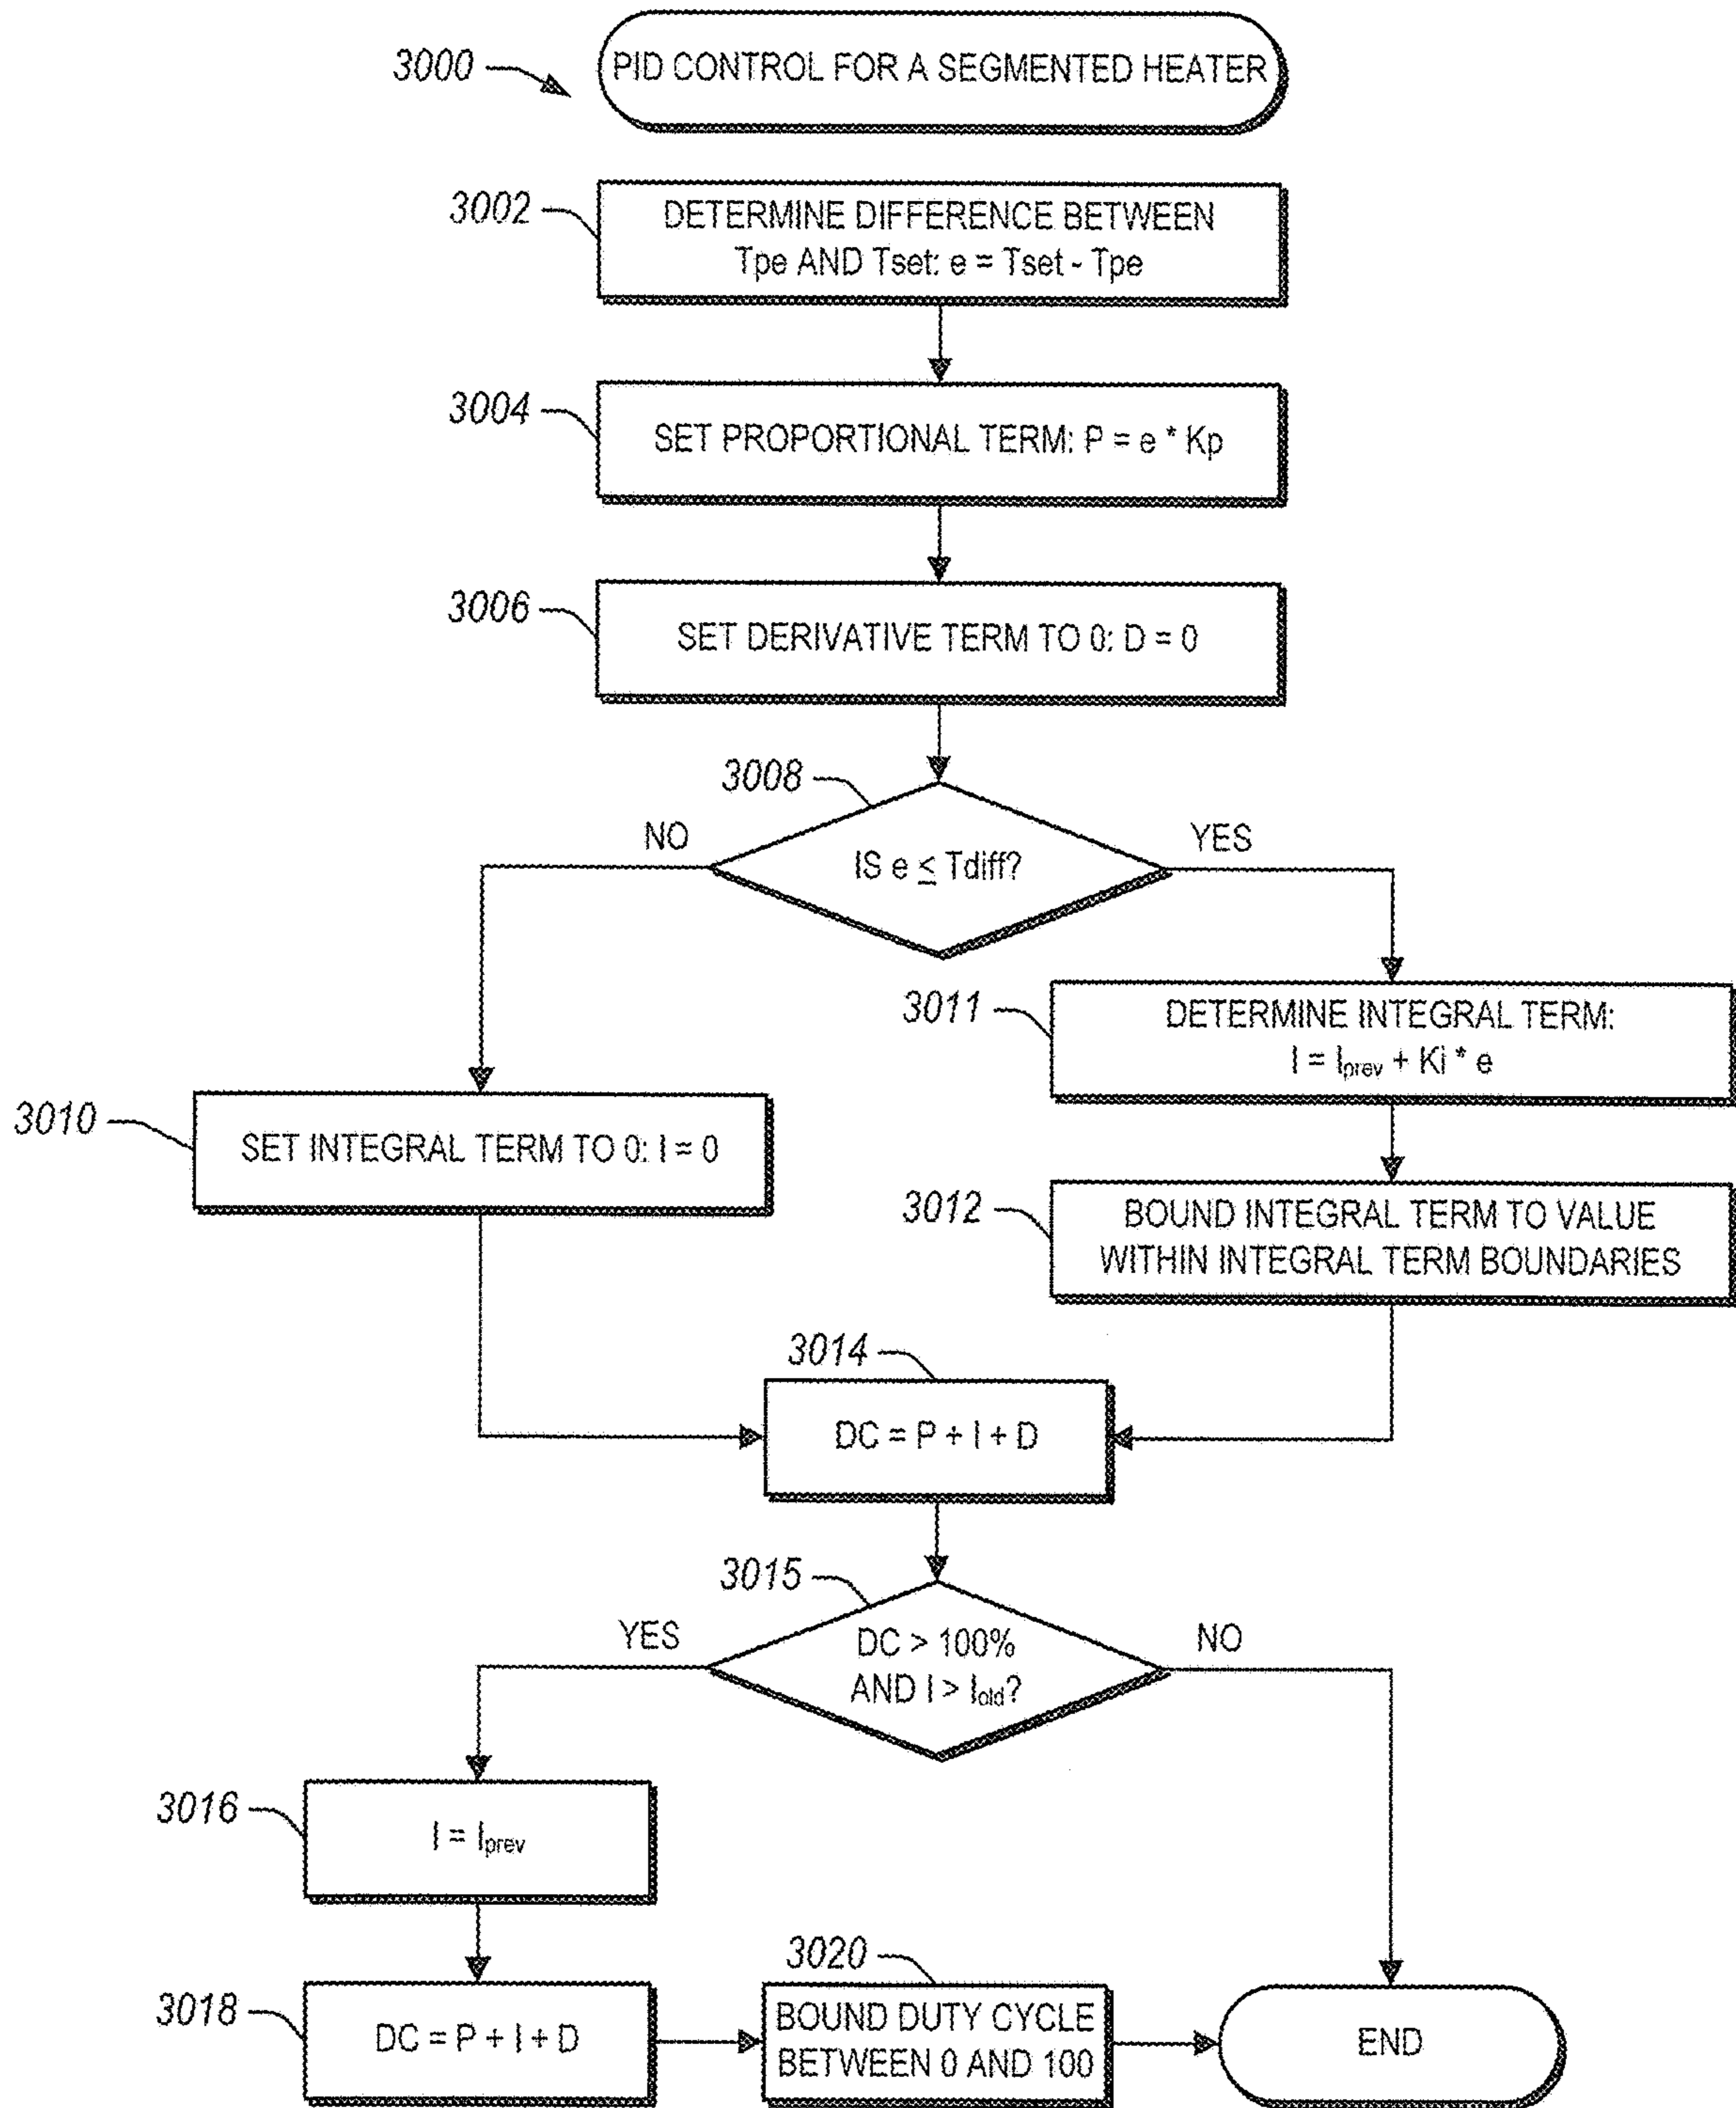 3000
PID CONTROL FOR A SEGMENTED HEATER
3002
DETERMINE DIFFERENCE BETWEEN
Tpe AND Tset: e = Tset - Tpe
3004
SET PROPORTIONAL TERM: P = e * Kp
3006
SET DERIVATIVE TERM TO 0: D = 0
3008
NO
YES
IS e ≤ Tdiff?
3011
DETERMINE INTEGRAL TERM:
I = Iprev + Ki * e
3010
SET INTEGRAL TERM TO 0: I = 0
3012
BOUND INTEGRAL TERM TO VALUE
WITHIN INTEGRAL TERM BOUNDARIES
3014
DC = P + I + D
3015
YES
NO
DC > 100%
AND I > Iold?
3016
I = Iprev
3018
DC = P + I + D
3020
BOUND DUTY CYCLE
BETWEEN 0 AND 100
END